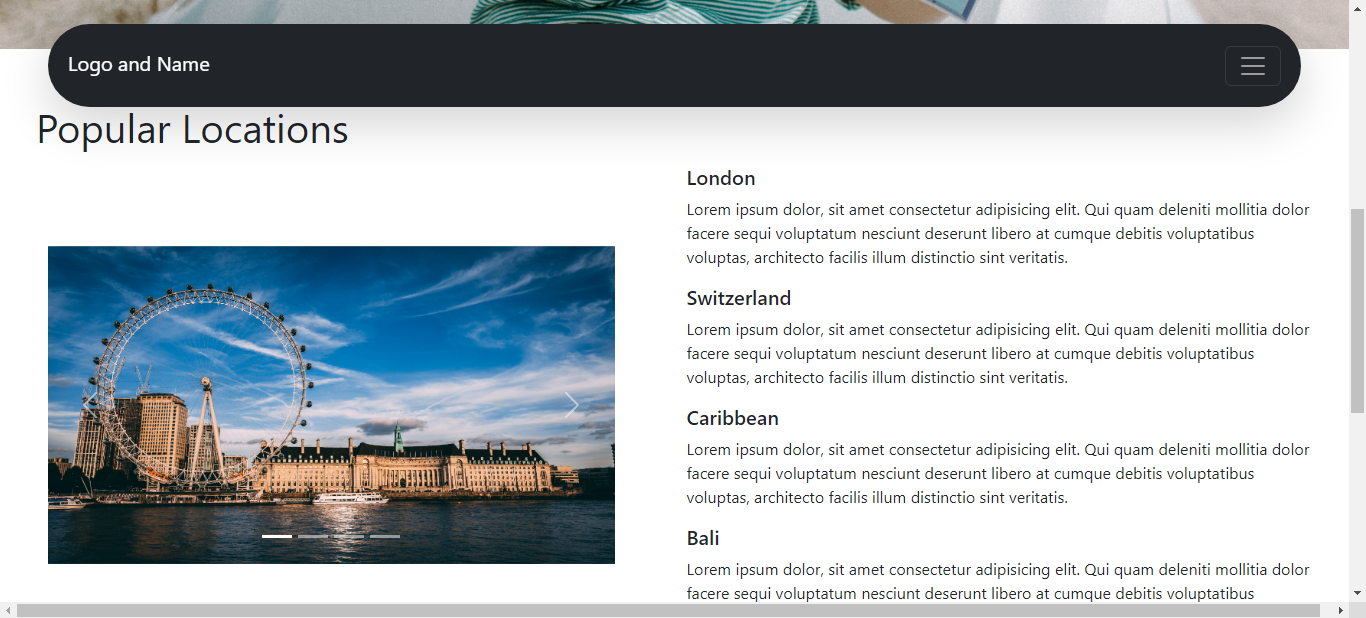 Logo and Name
Popular Locations
London
Lorem ipsum dolor, sit amet consectetur adipisicing elit. Qui quam deleniti mollitia dolor
facere sequi voluptatum nesciunt deserunt libero at cumque debitis voluptatibus
voluptas, architecto facilis illum distinctio sint veritatis.
Switzerland
Lorem ipsum dolor, sit amet consectetur adipisicing elit. Qui quam deleniti mollitia dolor
facere sequi voluptatum nesciunt deserunt libero at cumque debitis voluptatibus
voluptas, architecto facilis illum distinctio sint veritatis.
Caribbean
Lorem ipsum dolor, sit amet consectetur adipisicing elit. Qui quam deleniti mollitia dolor
facere sequi voluptatum nesciunt deserunt libero at cumque debitis voluptatibus
voluptas, architecto facilis illum distinctio sint veritatis.
Bali
Lorem ipsum dolor, sit amet consectetur adipisicing elit. Qui quam deleniti mollitia dolor
facere sequi voluptatum nesciunt deserunt libero at cumque debitis voluptatibus